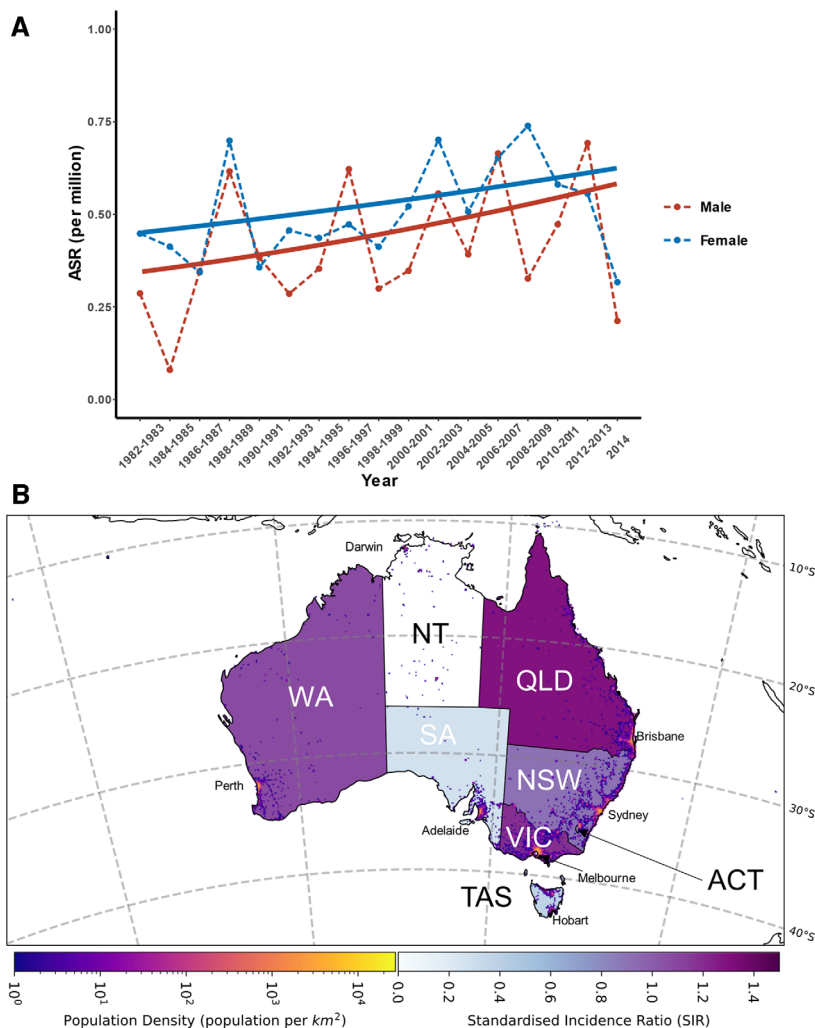 A
1.00
0.75
0.50
0.25
0.00
ASR (per million)
Male
Female
1982-1983
1984-1985
1986-1987
1988-1989
1990-1991
1992-1993
1994-1995
1996-1997
1998-1999
2000-2001
2002-2003
2004-2005
2006-2007
2008-2009
2010-2011
2012-2013
2014
Year
B
Darwin
10°S
NT
20°S
WA
QLD
SA
Brisbane
NSW
Perth
30°S
Sydney
Adelaide
VIC
Melbourne
ACT
TAS
Hobart
40°S
10⁰ 10¹ 10² 10³ 10⁴ 0.0 0.2 0.4 0.6 0.8 1.0 1.2 1.4
Population Density (population per km²) Standardised Incidence Ratio (SIR)